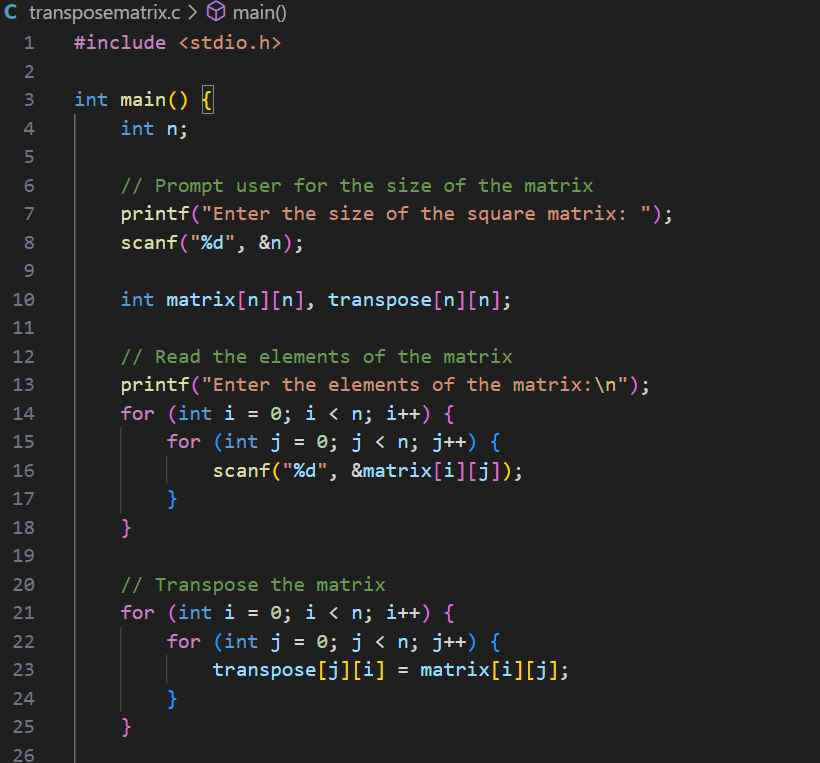 C transposematrix.c > main()
1 #include <stdio.h>
2
3 int main() {
4     int n;
5
6     // Prompt user for the size of the matrix
7     printf("Enter the size of the square matrix: ");
8     scanf("%d", &n);
9
10     int matrix[n][n], transpose[n][n];
11
12     // Read the elements of the matrix
13     printf("Enter the elements of the matrix:\n");
14     for (int i = 0; i < n; i++) {
15         for (int j = 0; j < n; j++) {
16             scanf("%d", &matrix[i][j]);
17         }
18     }
19
20     // Transpose the matrix
21     for (int i = 0; i < n; i++) {
22         for (int j = 0; j < n; j++) {
23             transpose[j][i] = matrix[i][j];
24         }
25     }
26